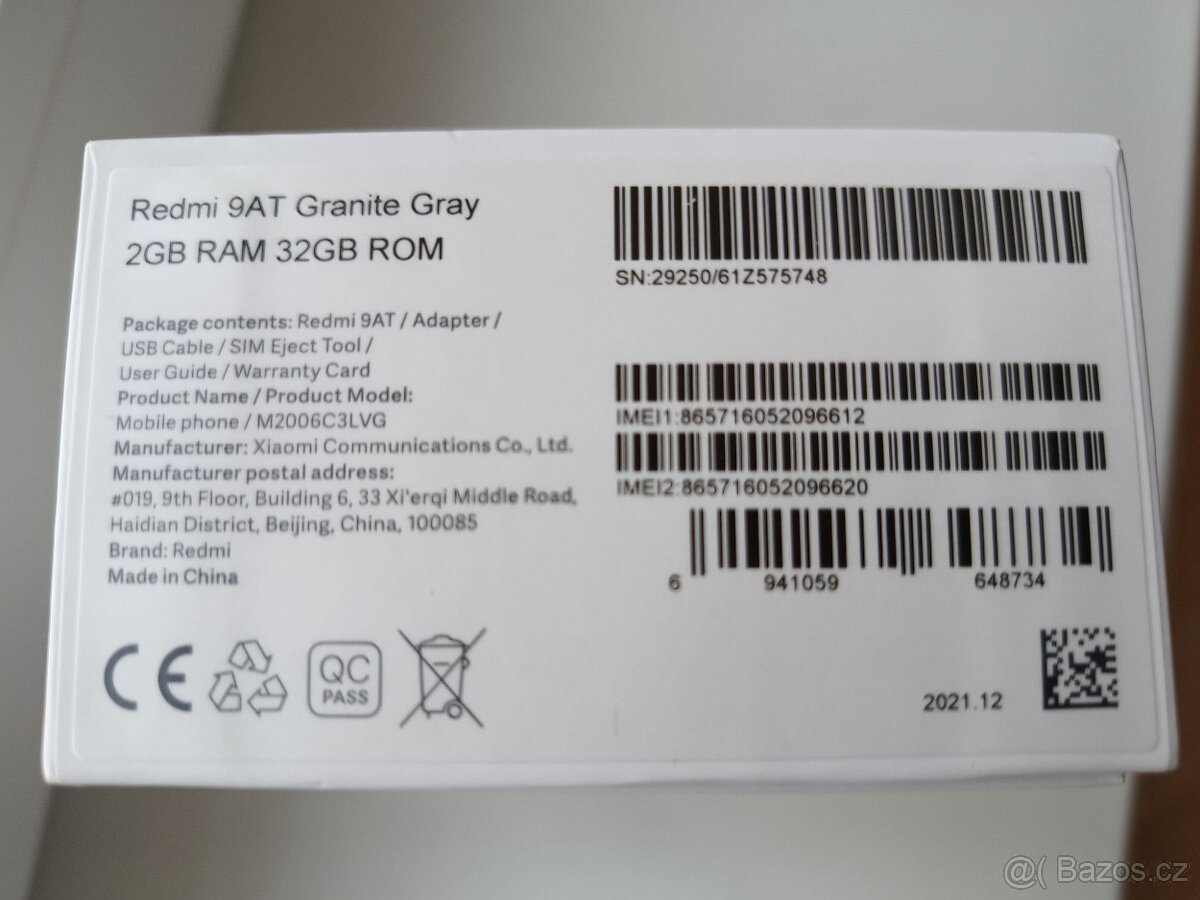 Redmi 9AT Granite Gray
2GB RAM 32GB ROM
Package contents: Redmi 9AT / Adapter /
USB Cable / SIM Eject Tool /
User Guide / Warranty Card
Product Name / Product Model:
Mobile phone / M2006C3LVG
Manufacturer: Xiaomi Communications Co., Ltd.
Manufacturer postal address:
#019, 9th Floor, Building 6, 33 Xi'erqi Middle Road,
Haidian District, Beijing, China, 100085
Brand: Redmi
Made in China
CE
QC
PASS
SN:29250/61Z575748
IMEI1:865716052096612
IMEI2:865716052096620
6 941059 648734
2021.12
@( Bazos.cz